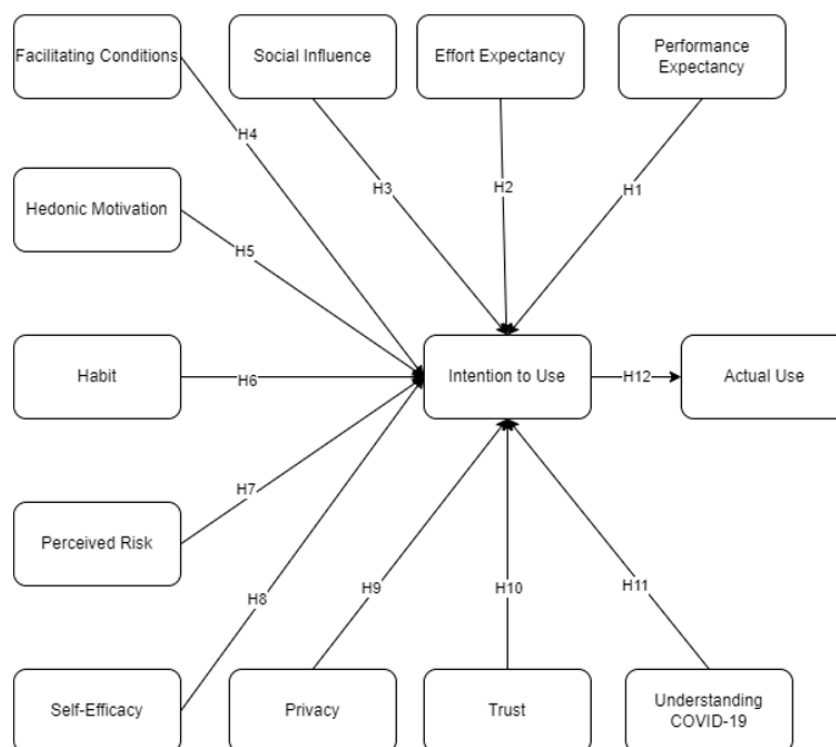 Facilitating Conditions
Social Influence
Effort Expectancy
Performance
Expectancy
H4
H3
H2
H1
Hedonic Motivation
H5
Habit
H6
Intention to Use
H12
Actual Use
H7
Perceived Risk
H8
H9
H10
H11
Self-Efficacy
Privacy
Trust
Understanding
COVID-19